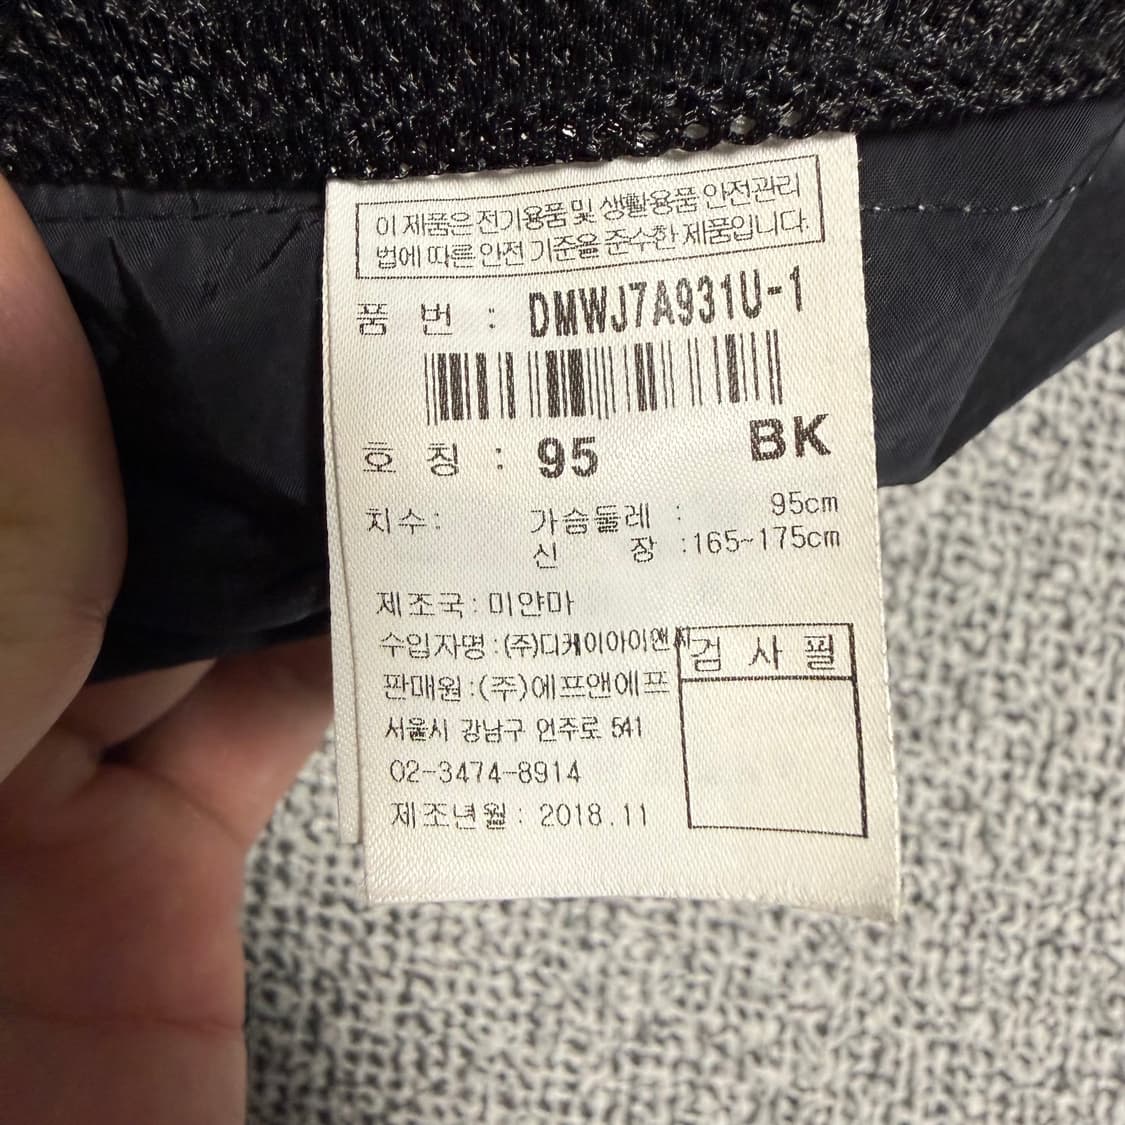 이 제품은 전기용품 및 생활용품 안전관리
법에 따른 안전 기준을 준수한 제품입니다.
품 번 : DMWJ7A931U-1
호 칭 : 95 BK
치수: 가슴둘레 : 95cm
신 장 :165~175cm
제조국:미얀마
수입자명:(주)디케이아이앤씨
검 사 필
판매원:(주)에프앤에프
서울시 강남구 언주로 541
02-3474-8914
제조년월: 2018.11